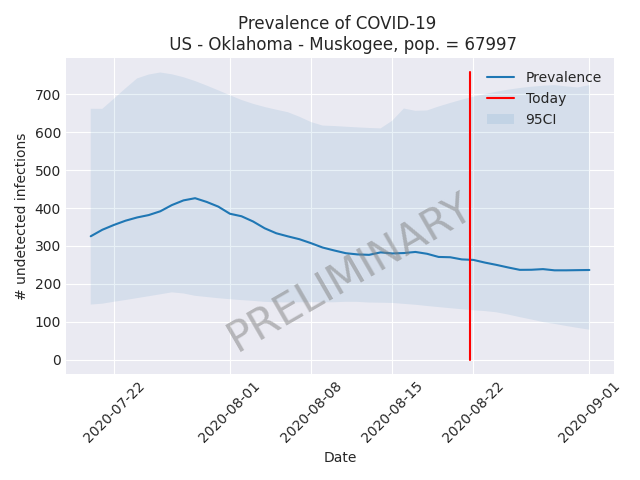 Prevalence of COVID-19
US - Oklahoma - Muskogee, pop. = 67997
# undetected infections
700
600
500
400
300
200
100
0
Prevalence
Today
95CI
PRELIMINARY
2020-07-22
2020-08-01
2020-08-08
2020-08-15
2020-08-22
2020-09-01
Date